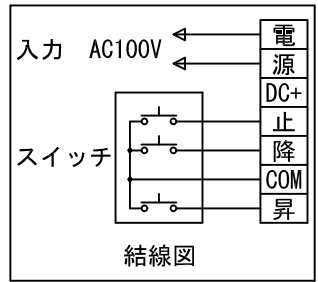 入力 AC100V
スイッチ
電
源
DC+
止
降
COM
昇
結線図